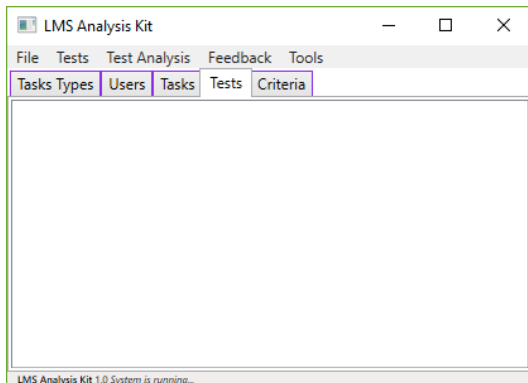 LMS Analysis Kit
File Tests Test Analysis Feedback Tools
Tasks Types Users Tasks Tests Criteria
LMS Analysis Kit 1.0 System is running...